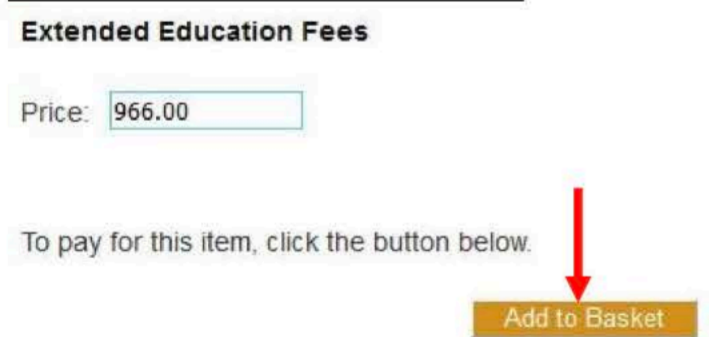 Extended Education Fees
Price: 966.00
To pay for this item, click the button below.
Add to Basket